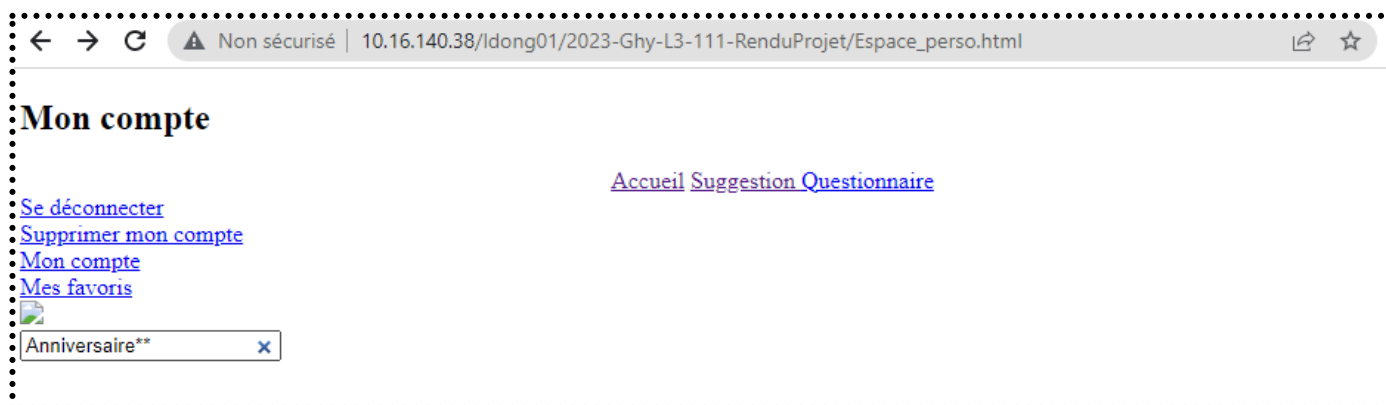 Non sécurisé | 10.16.140.38/ldong01/2023-Ghy-L3-111-RenduProjet/Espace_perso.html
Mon compte
Accueil Suggestion Questionnaire
Se déconnecter
Supprimer mon compte
Mon compte
Mes favoris
Anniversaire**